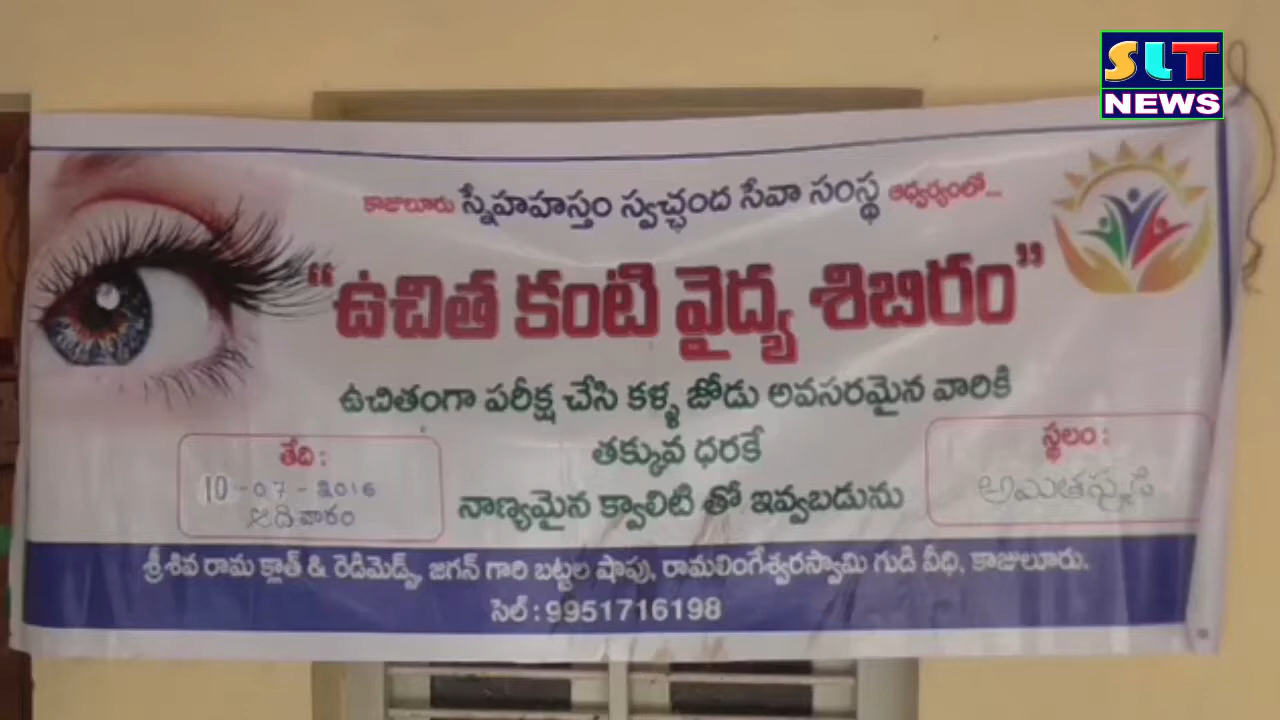 SLT
NEWS
కాజులూరు స్నేహహస్తం స్వచ్ఛంద సేవా సంస్థ ఆధ్వర్యంలో...
"ఉచిత కంటి వైద్య శిబిరం"
ఉచితంగా పరీక్ష చేసి కళ్ళ జోడు అవసరమైన వారికి
తక్కువ ధరకే
నాణ్యమైన క్వాలిటి తో ఇవ్వబడును
తేది :
10-07-2016
ఆదివారం
స్థలం :
శ్రీ శివ రామ క్లాత్ & రెడిమెడ్స్, జగన్ గారి బట్టల షాపు, రామలింగేశ్వరస్వామి గుడి వీధి, కాజులూరు.
సెల్ : 9951716198